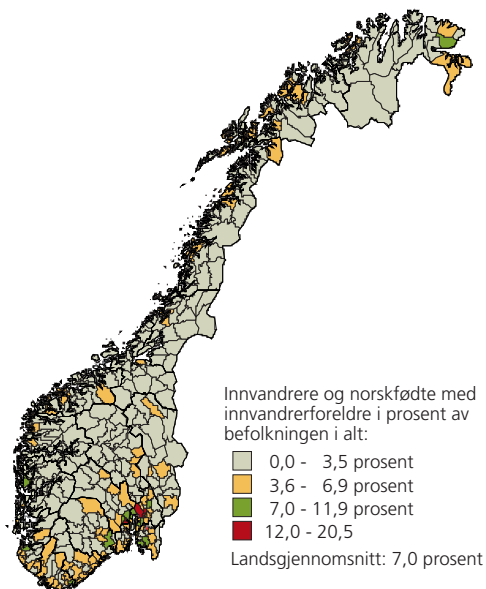 Innvandrere og norskfødte med
innvandrerforeldre i prosent av
befolkningen i alt:
0,0 - 3,5 prosent
3,6 - 6,9 prosent
7,0 - 11,9 prosent
12,0 - 20,5
Landsgjennomsnitt: 7,0 prosent